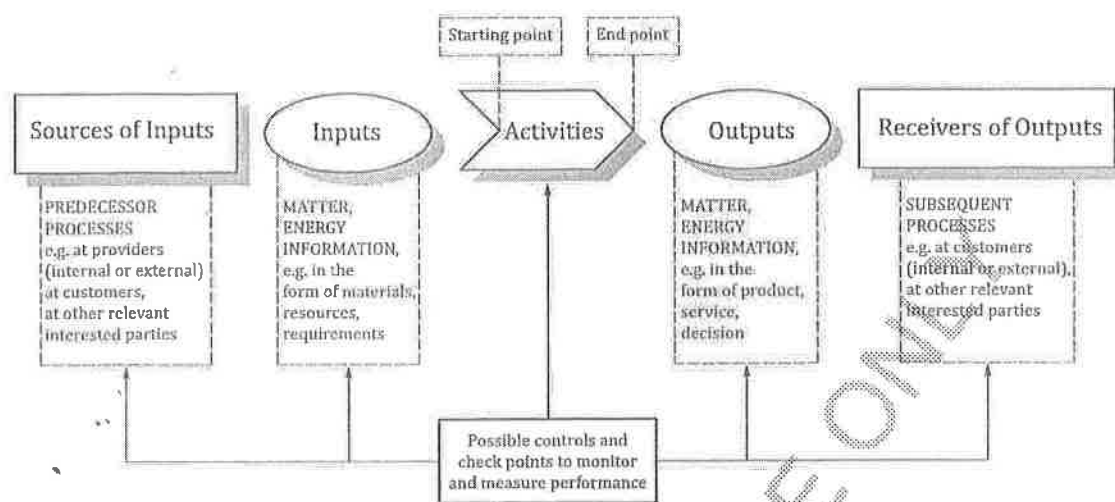 Starting point
End point
Sources of Inputs
Inputs
Activities
Outputs
Receivers of Outputs
PREDECESSOR
PROCESSES
e.g. at providers
(internal or external)
at customers,
at other relevant
interested parties
MATTER,
ENERGY
INFORMATION,
e.g. in the
form of materials,
resources,
requirements
MATTER,
ENERGY
INFORMATION,
e.g. in the
form of product,
service,
decision
SUBSEQUENT
PROCESSES
e.g. at customers
(internal or external),
at other relevant
interested parties
Possible controls and
check points to monitor
and measure performance
ONLY